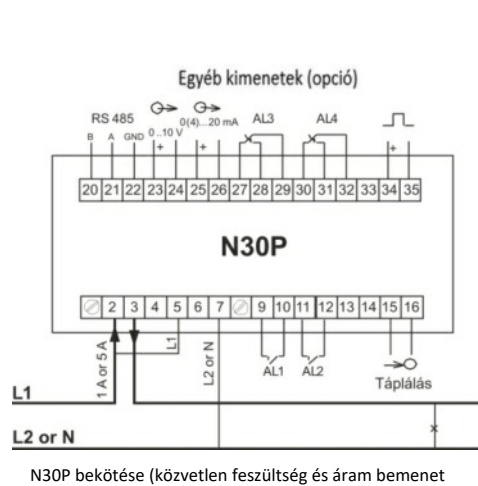 Egyéb kimenetek (opció)
RS 485 0(4)...20 mA AL3 AL4
B A GND 0..10 V
+ + +
20 21 22 23 24 25 26 27 28 29 30 31 32 33 34 35
N30P
2 3 4 5 6 7 9 10 11 12 13 14 15 16
1 A or 5 A L1 L2 or N AL1 AL2
Táplálás
L1
L2 or N
N30P bekötése (közvetlen feszültség és áram bemenet